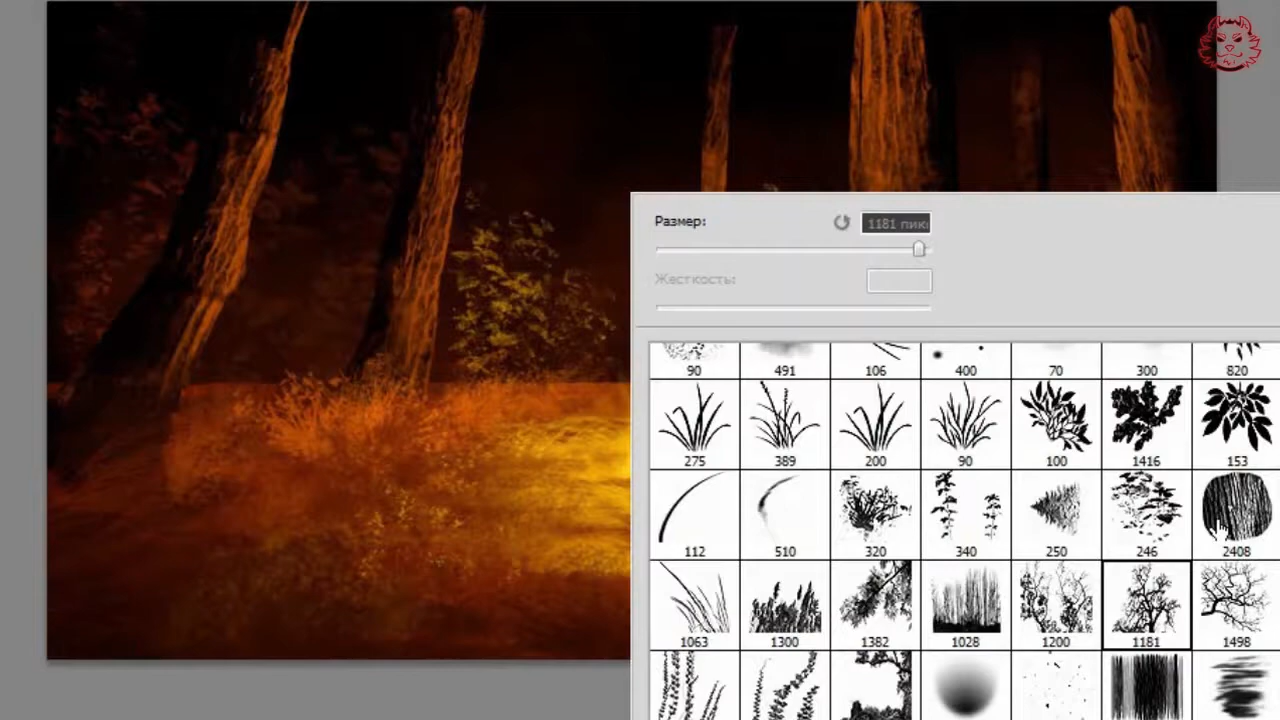 Размер:
1181 пик
Жесткость:
90 491 106 400 70 300 820
275 389 200 90 100 1416 153
112 510 320 340 250 246 2408
1063 1300 1382 1028 1200 1181 1498